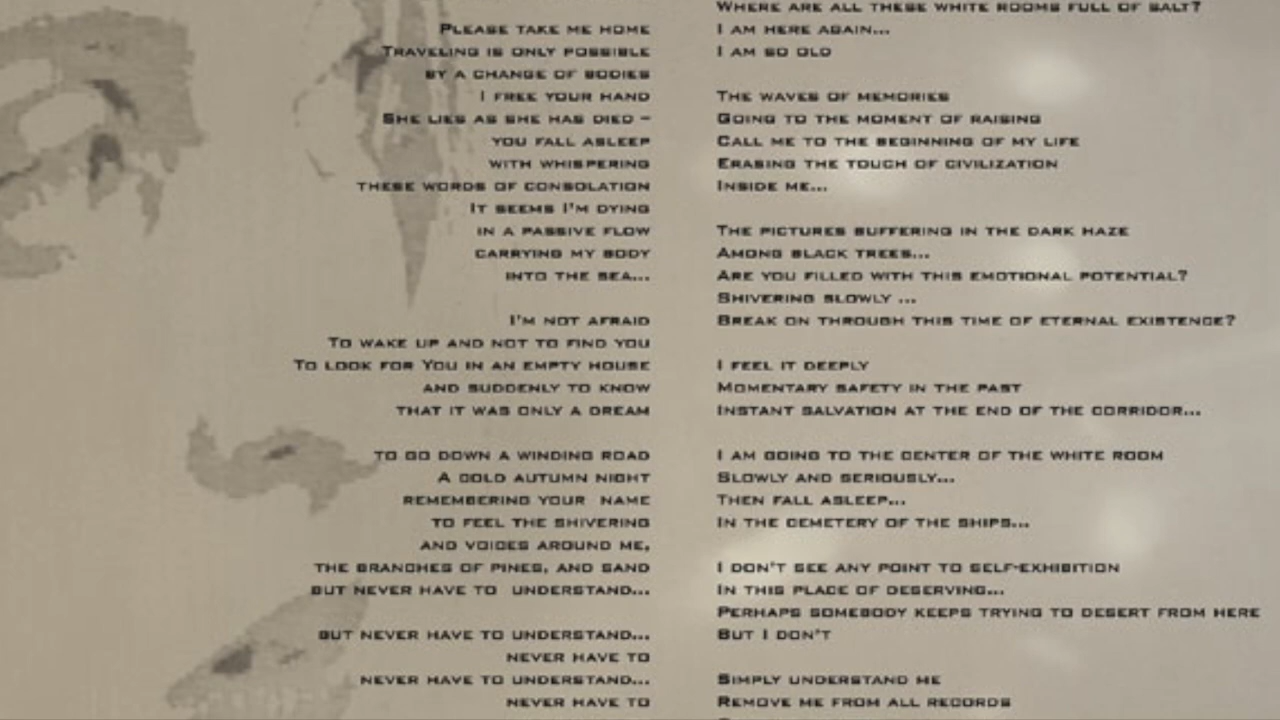 Please take me home
Traveling is only possible
by a change of bodies
I free your hand
She lies as she has died –
you fall asleep
with whispering
these words of consolation
It seems I'm dying
in a passive flow
carrying my body
into the sea...
I'm not afraid
To wake up and not to find you
To look for You in an empty house
and suddenly to know
that it was only a dream
to go down a winding road
A cold autumn night
remembering your name
to feel the shivering
and voices around me,
the branches of pines, and sand
but never have to understand...
but never have to understand...
never have to
never have to understand...
never have to
Where are all these white rooms full of salt?
I am here again...
I am so old
The waves of memories
Going to the moment of raising
Call me to the beginning of my life
Erasing the touch of civilization
Inside me...
The pictures suffering in the dark haze
Among black trees...
Are you filled with this emotional potential?
Shivering slowly ...
Break on through this time of eternal existence?
I feel it deeply
Momentary safety in the past
Instant salvation at the end of the corridor...
I am going to the center of the white room
Slowly and seriously...
Then fall asleep...
In the cemetery of the ships...
I don't see any point to self-exhibition
In this place of deserving...
Perhaps somebody keeps trying to desert from here
But I don't
Simply understand me
Remove me from all records